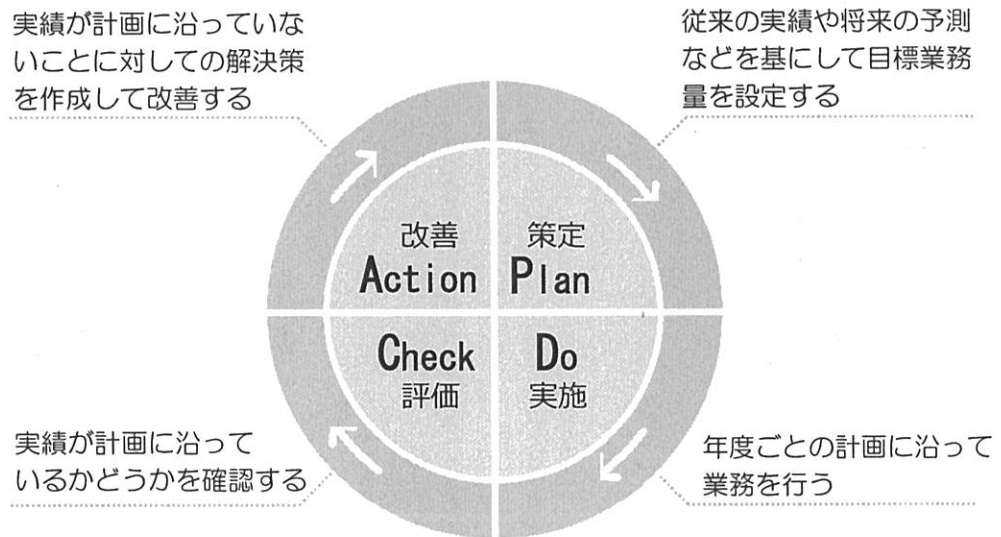 実績が計画に沿っていな
いことに対しての解決策
を作成して改善する
従来の実績や将来の予測
などを基にして目標業務
量を設定する
改善
Action
策定
Plan
Check
評価
Do
実施
実績が計画に沿って
いるかどうかを確認する
年度ごとの計画に沿って
業務を行う